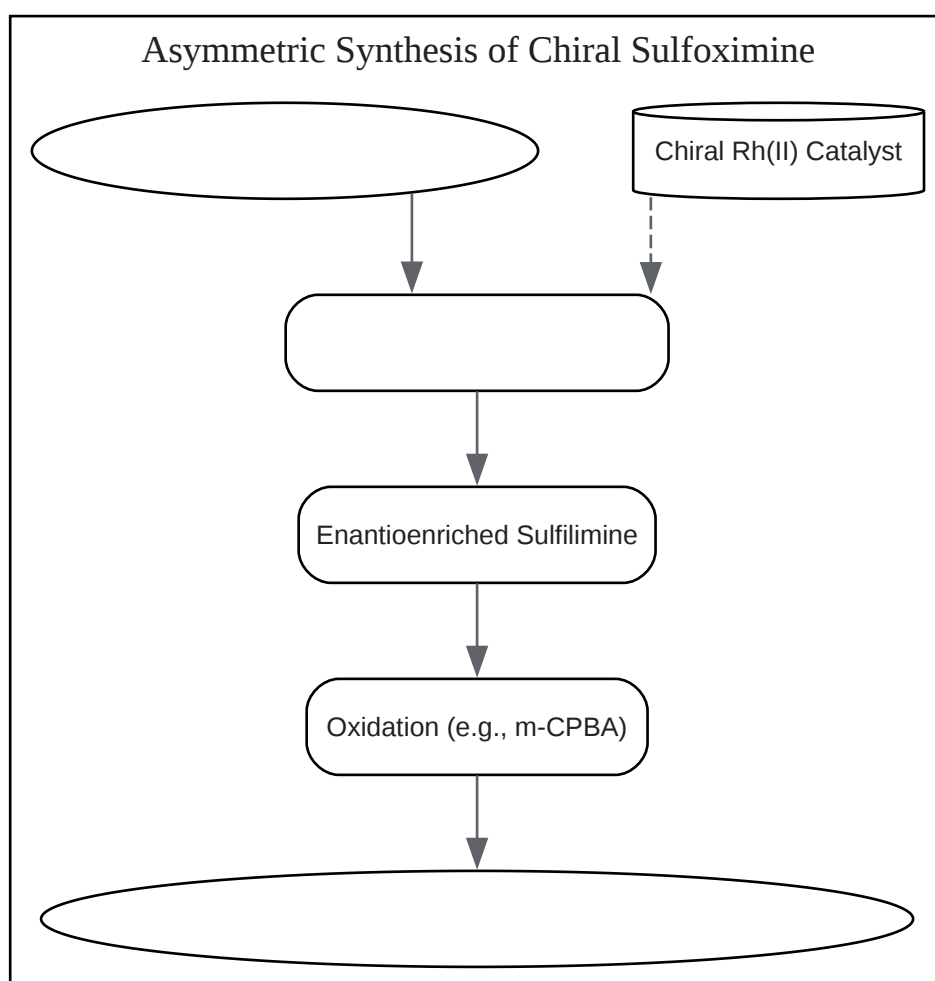 Asymmetric Synthesis of Chiral Sulfoximine
Chiral Rh(II) Catalyst
Enantioenriched Sulfilimine
Oxidation (e.g., m-CPBA)